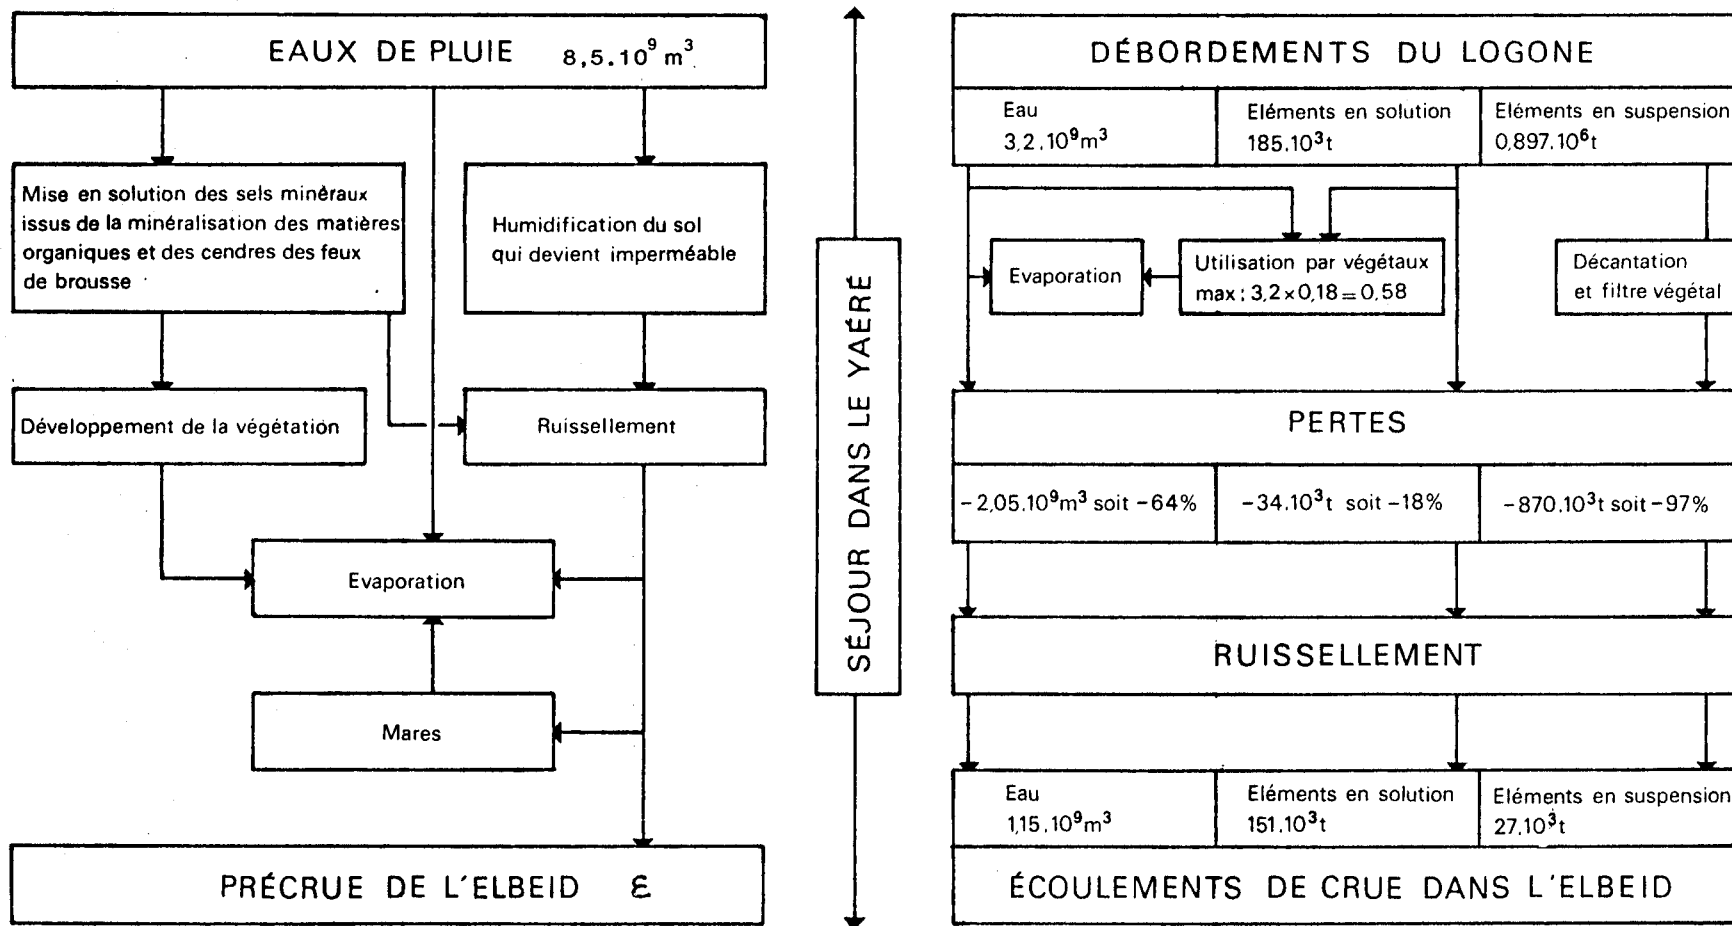 EAUX DE PLUIE 8,5.10⁹ m³
Mise en solution des sels minéraux
issus de la minéralisation des matières
organiques et des cendres des feux
de brousse
Humidification du sol
qui devient imperméable
Développement de la végétation
Ruissellement
Evaporation
Mares
PRÉCRUE DE L'ELBEID ε
SÉJOUR DANS LE YAÉRÉ
DÉBORDEMENTS DU LOGONE
Eau
3,2.10⁹m³
Eléments en solution
185.10³t
Eléments en suspension
0,897.10⁶t
Evaporation
Utilisation par végétaux
max : 3,2 × 0,18 = 0,58
Décantation
et filtre végétal
PERTES
-2,05.10⁹m³ soit -64%
-34.10³t soit -18%
-870.10³t soit -97%
RUISSELLEMENT
Eau
1,15.10⁹m³
Eléments en solution
151.10³t
Eléments en suspension
27.10³t
ÉCOULEMENTS DE CRUE DANS L'ELBEID